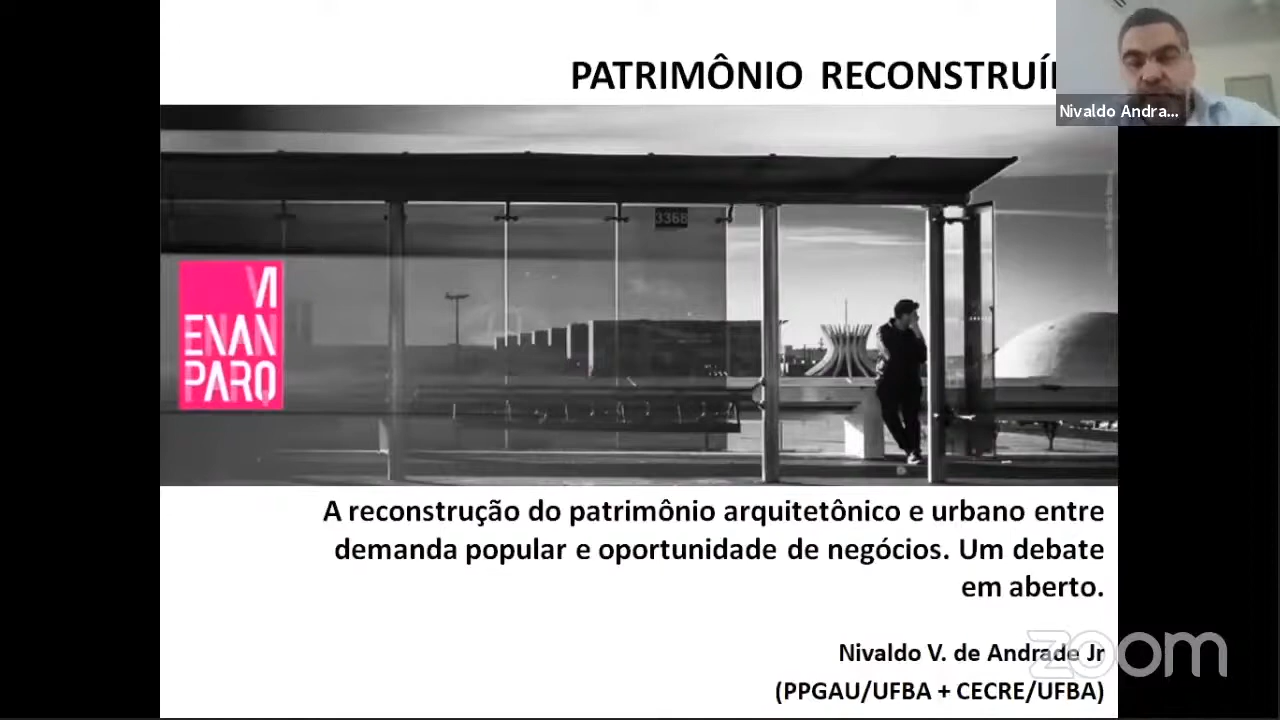 PATRIMÔNIO RECONSTRUÍ
Nivaldo Andra...
3368
VI
ENAN
PARQ
A reconstrução do patrimônio arquitetônico e urbano entre
demanda popular e oportunidade de negócios. Um debate
em aberto.
Nivaldo V. de Andrade Jr
zoom
(PPGAU/UFBA + CECRE/UFBA)